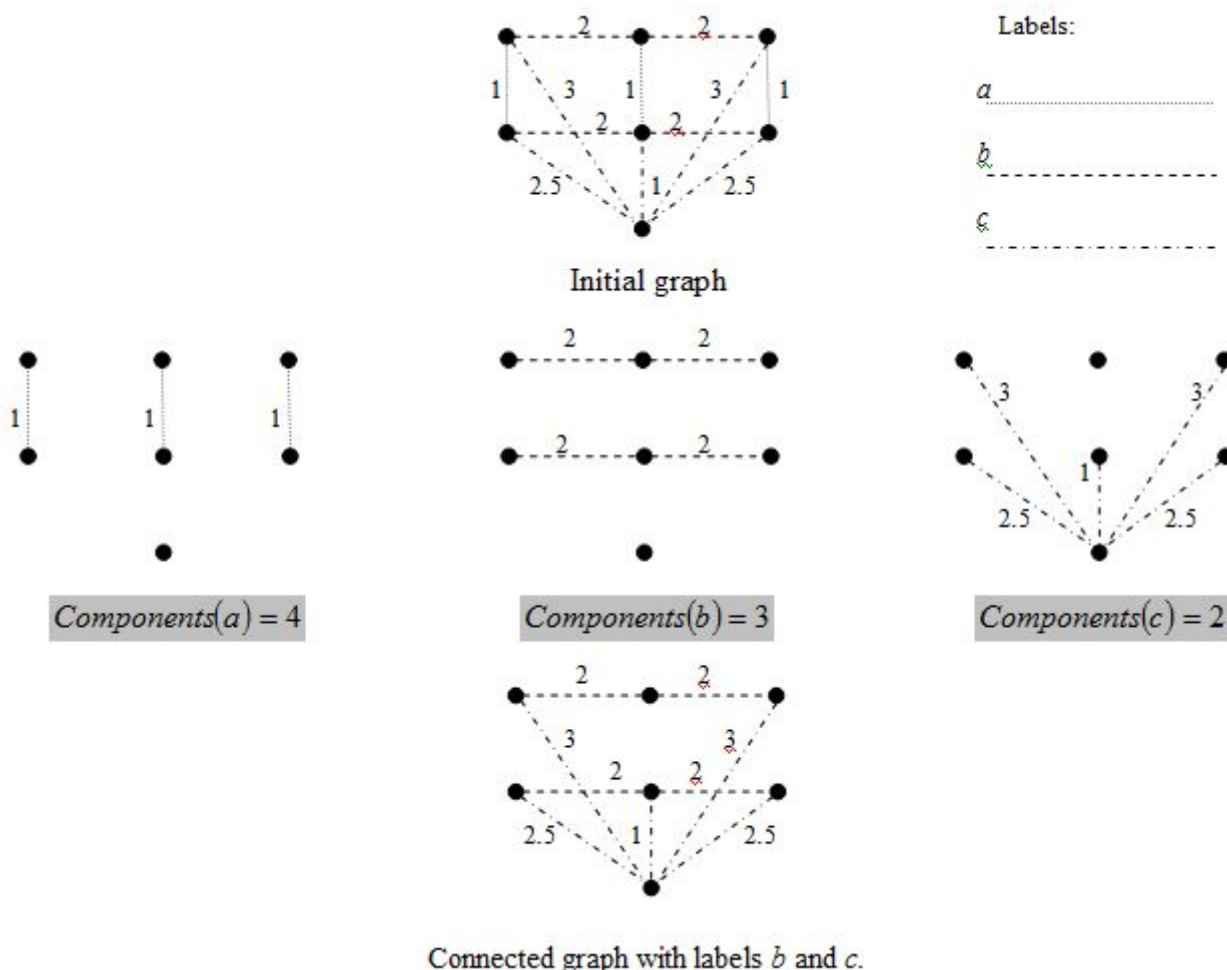 2 2
Labels:
1 3 1 3 1
a
2 2
b
2.5 1 2.5
c
Initial graph
2 2
2 2
3 3
1 1 1
2 2
1
2.5 2.5
Components(a) = 4
Components(b) = 3
Components(c) = 2
2 2
3 3
2 2
2.5 1 2.5
Connected graph with labels b and c.